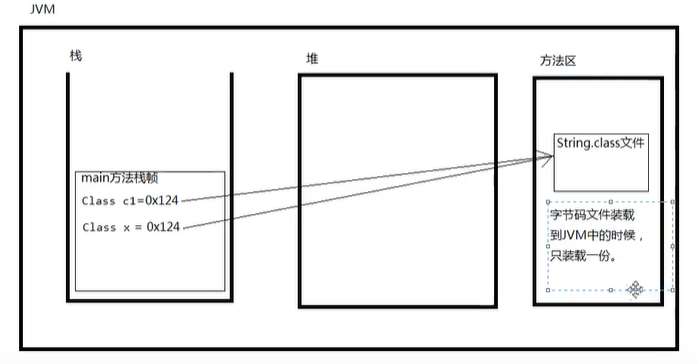 JVM
栈
堆
方法区
String.class文件
main方法栈帧
Class c1=0x124
Class x = 0x124
字节码文件装载
到JVM中的时候，
只装载一份。